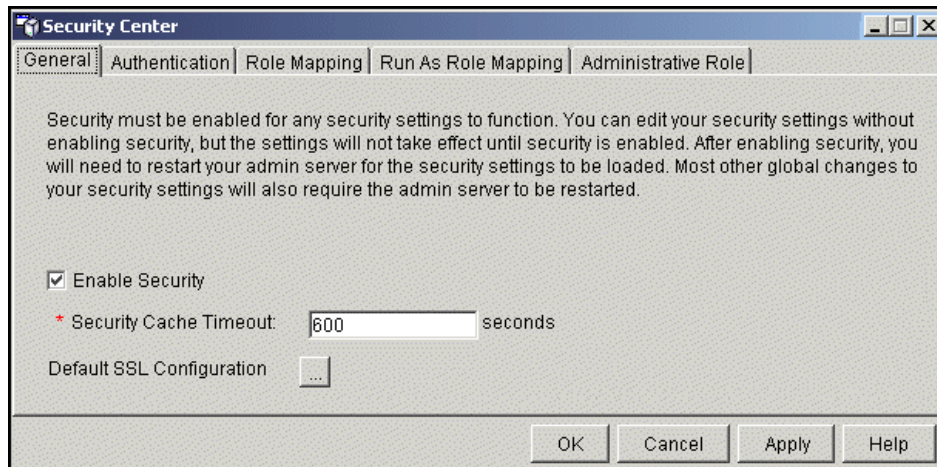 Security Center
General Authentication Role Mapping Run As Role Mapping Administrative Role
Security must be enabled for any security settings to function. You can edit your security settings without
enabling security, but the settings will not take effect until security is enabled. After enabling security, you
will need to restart your admin server for the security settings to be loaded. Most other global changes to
your security settings will also require the admin server to be restarted.
Enable Security
* Security Cache Timeout: 600 seconds
Default SSL Configuration ...
OK Cancel Apply Help